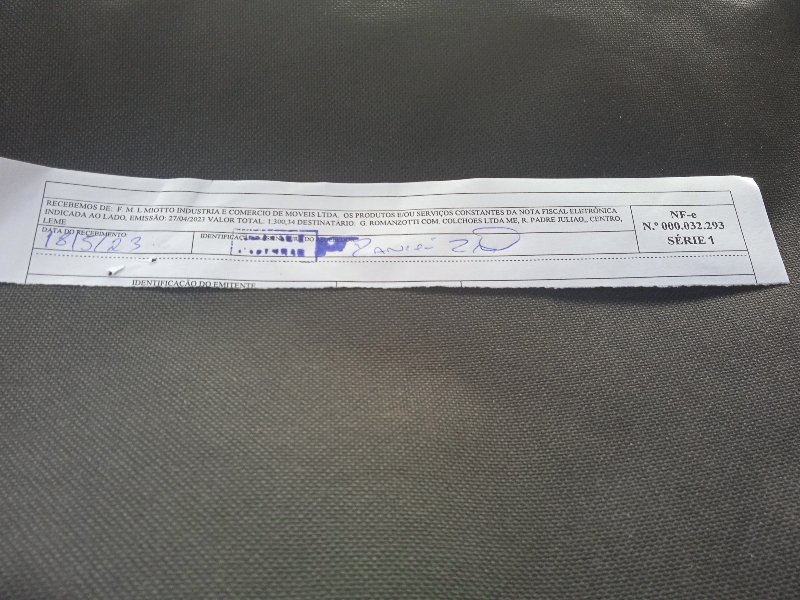 RECEBEMOS DE: F. M. L MIOTTO INDUSTRIA E COMERCIO DE MOVEIS LTDA, OS PRODUTOS E/OU SERVIÇOS CONSTANTES DA NOTA FISCAL ELETRÔNICA
INDICADA AO LADO, EMISSÃO: 27/04/2023 VALOR TOTAL: 1.300,34 DESTINATÁRIO: G. ROMANZOTTI COM. COLCHOES LTDA ME, R. PADRE JULIAO,, CENTRO,
LEME
DATA DO RECEBIMENTO
18/5/23
NF-e
N.º 000.032.293
SÉRIE 1
IDENTIFICAÇÃO DO EMITENTE